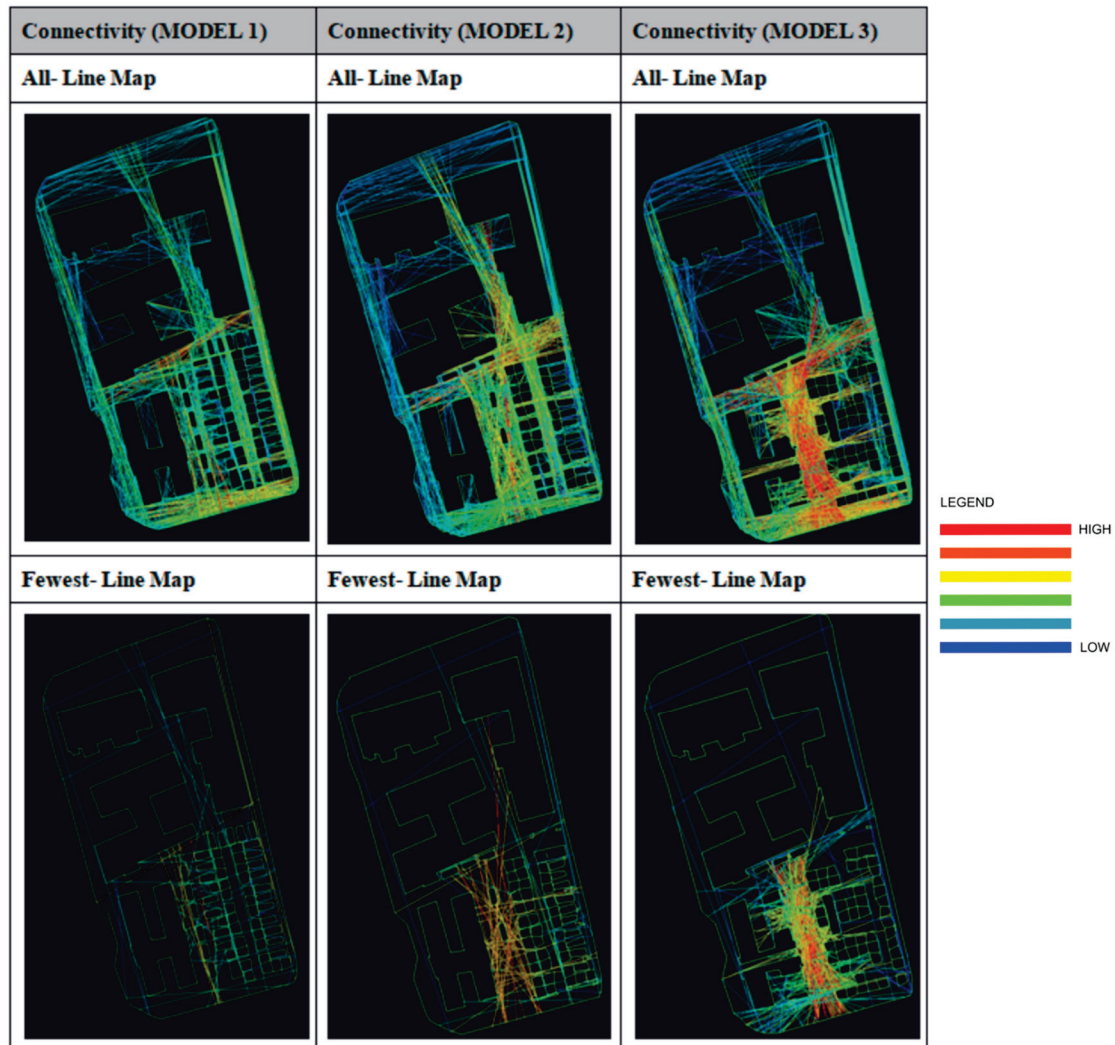 Connectivity (MODEL 1)
Connectivity (MODEL 2)
Connectivity (MODEL 3)
All- Line Map
All- Line Map
All- Line Map
LEGEND
HIGH
LOW
Fewest- Line Map
Fewest- Line Map
Fewest- Line Map